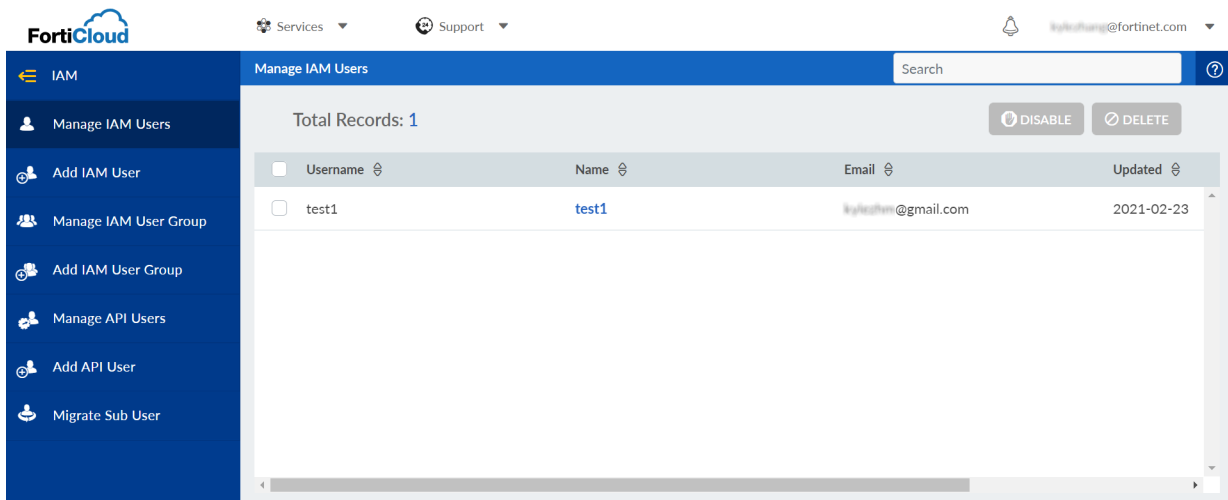 FortiCloud
Services
24
Support
@fortinet.com
IAM
Manage IAM Users
Search
Manage IAM Users
Total Records: 1
DISABLE
DELETE
Add IAM User
Username
Name
Email
Updated
test1
test1
@gmail.com
2021-02-23
Manage IAM User Group
Add IAM User Group
Manage API Users
Add API User
Migrate Sub User